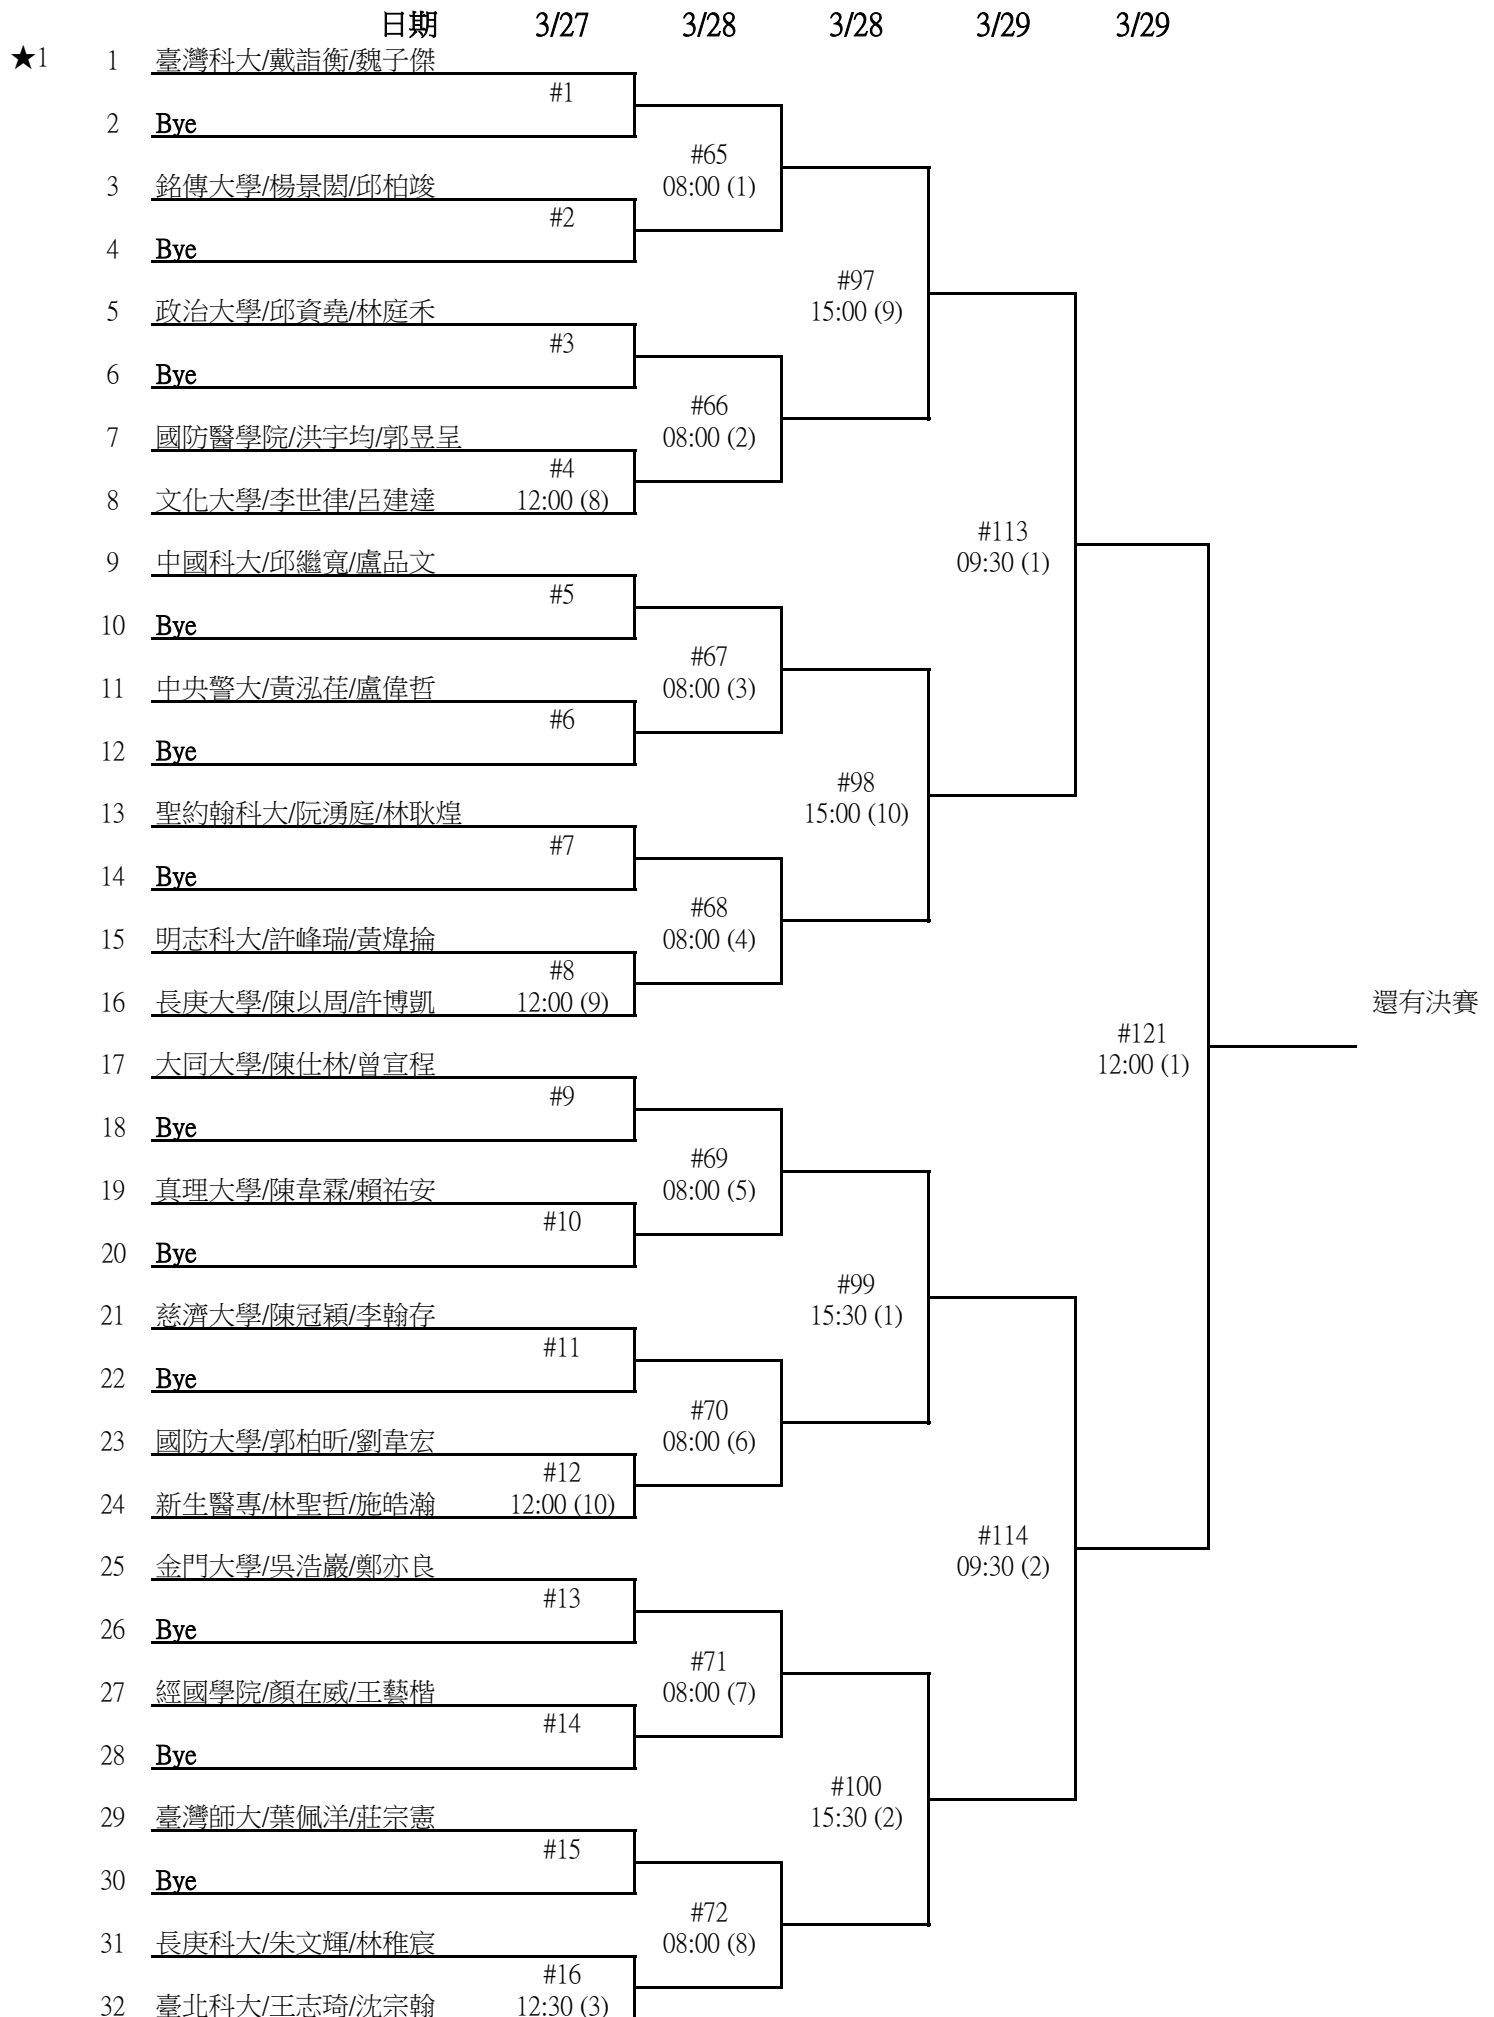 日期 3/27 3/28 3/28 3/29 3/29
★1 1 臺灣科大/戴詣衡/魏子傑
#1
2 Bye
#65
3 銘傳大學/楊景閎/邱柏竣 08:00 (1)
#2
4 Bye
#97
5 政治大學/邱資堯/林庭禾 15:00 (9)
#3
6 Bye
#66
7 國防醫學院/洪宇均/郭昱呈 08:00 (2)
#4
8 文化大學/李世律/呂建達 12:00 (8)
#113
9 中國科大/邱繼寬/盧品文 09:30 (1)
#5
10 Bye
#67
11 中央警大/黃泓荏/盧偉哲 08:00 (3)
#6
12 Bye
#98
13 聖約翰科大/阮湧庭/林耿煌 15:00 (10)
#7
14 Bye
#68
15 明志科大/許峰瑞/黃煒掄 08:00 (4)
#8
16 長庚大學/陳以周/許博凱 12:00 (9) 還有決賽
#121
17 大同大學/陳仕林/曾宣程 12:00 (1)
#9
18 Bye
#69
19 真理大學/陳韋霖/賴祐安 08:00 (5)
#10
20 Bye
#99
21 慈濟大學/陳冠穎/李翰存 15:30 (1)
#11
22 Bye
#70
23 國防大學/郭柏昕/劉韋宏 08:00 (6)
#12
24 新生醫專/林聖哲/施皓瀚 12:00 (10)
#114
25 金門大學/吳浩巖/鄭亦良 09:30 (2)
#13
26 Bye
#71
27 經國學院/顏在威/王藝楷 08:00 (7)
#14
28 Bye
#100
29 臺灣師大/葉佩洋/莊宗憲 15:30 (2)
#15
30 Bye
#72
31 長庚科大/朱文輝/林稚宸 08:00 (8)
#16
32 臺北科大/王志琦/沈宗翰 12:30 (3)